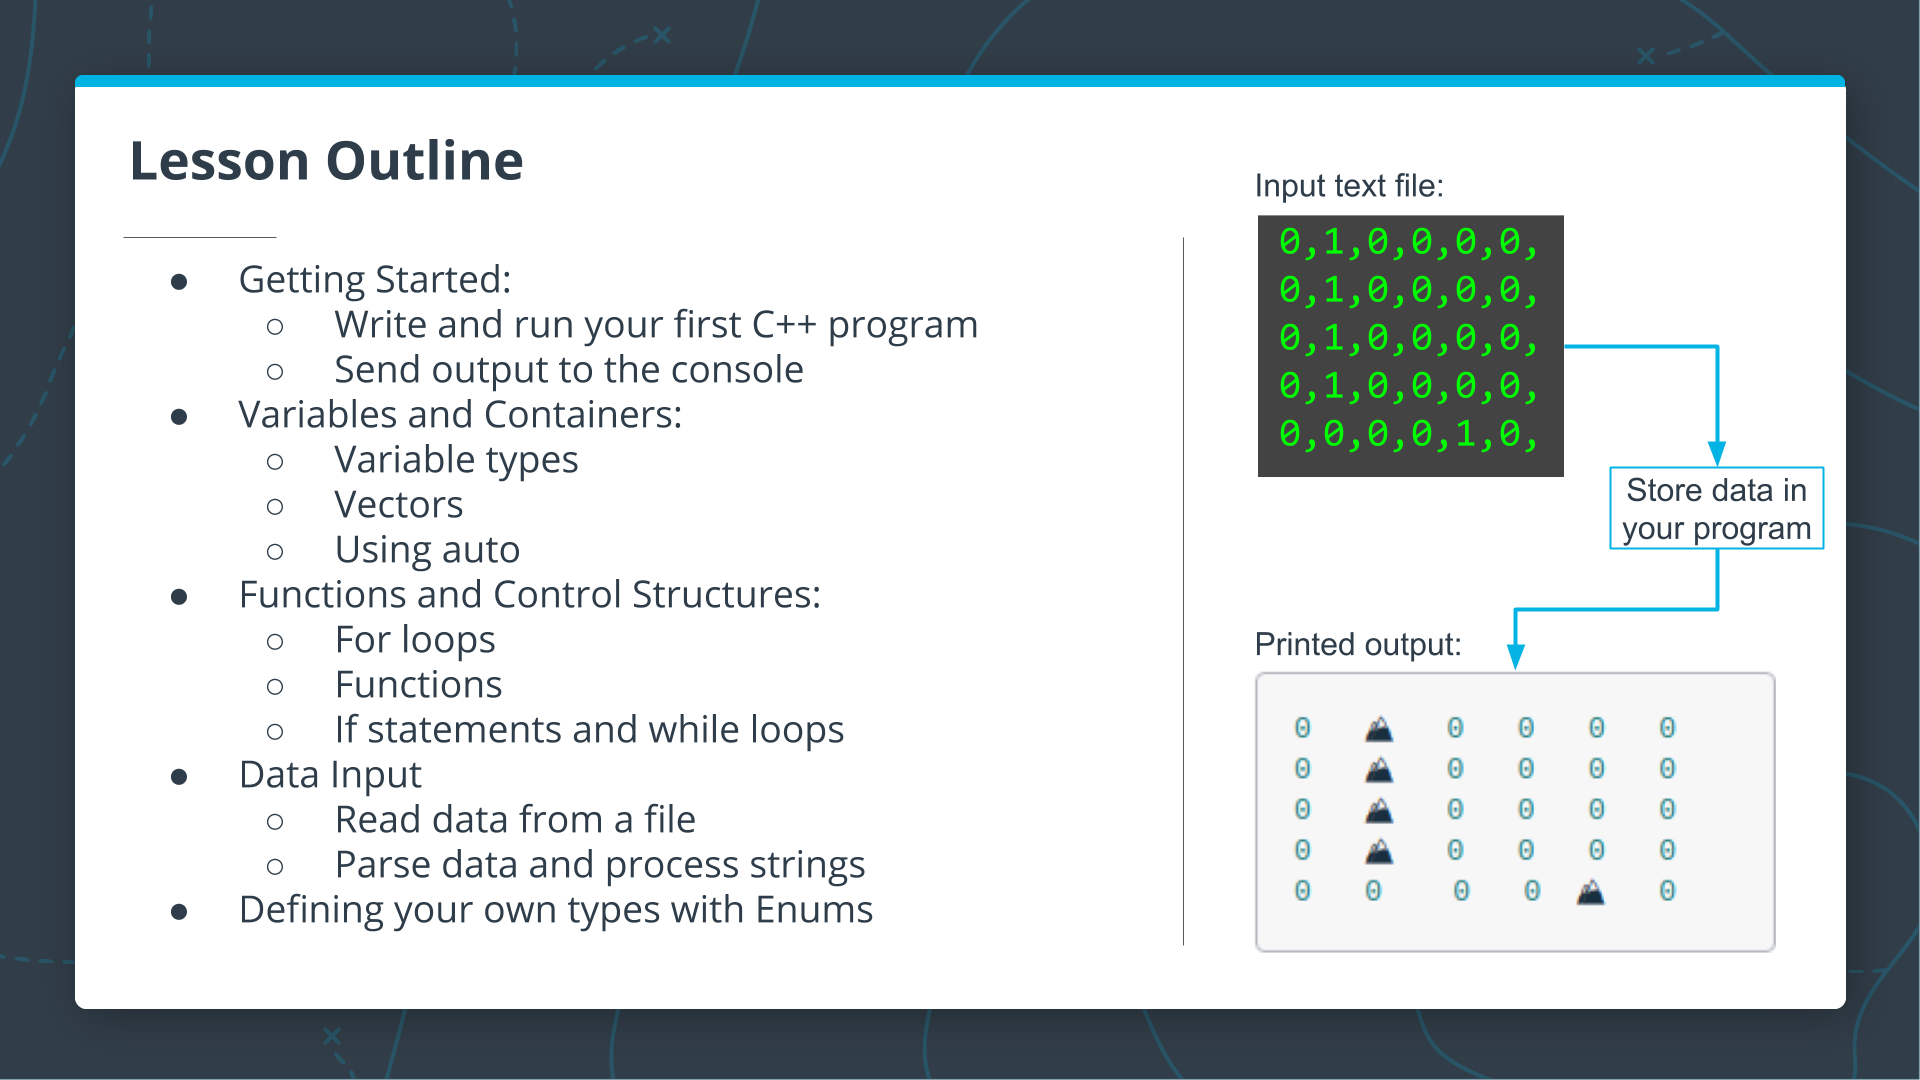 Lesson Outline
● Getting Started:
○ Write and run your first C++ program
○ Send output to the console
● Variables and Containers:
○ Variable types
○ Vectors
○ Using auto
● Functions and Control Structures:
○ For loops
○ Functions
○ If statements and while loops
● Data Input
○ Read data from a file
○ Parse data and process strings
● Defining your own types with Enums
Input text file:
0,1,0,0,0,0,
0,1,0,0,0,0,
0,1,0,0,0,0,
0,1,0,0,0,0,
0,0,0,0,1,0,
Store data in
your program
Printed output:
0 ⛰ 0 0 0 0
0 ⛰ 0 0 0 0
0 ⛰ 0 0 0 0
0 ⛰ 0 0 0 0
0 0 0 0 ⛰ 0